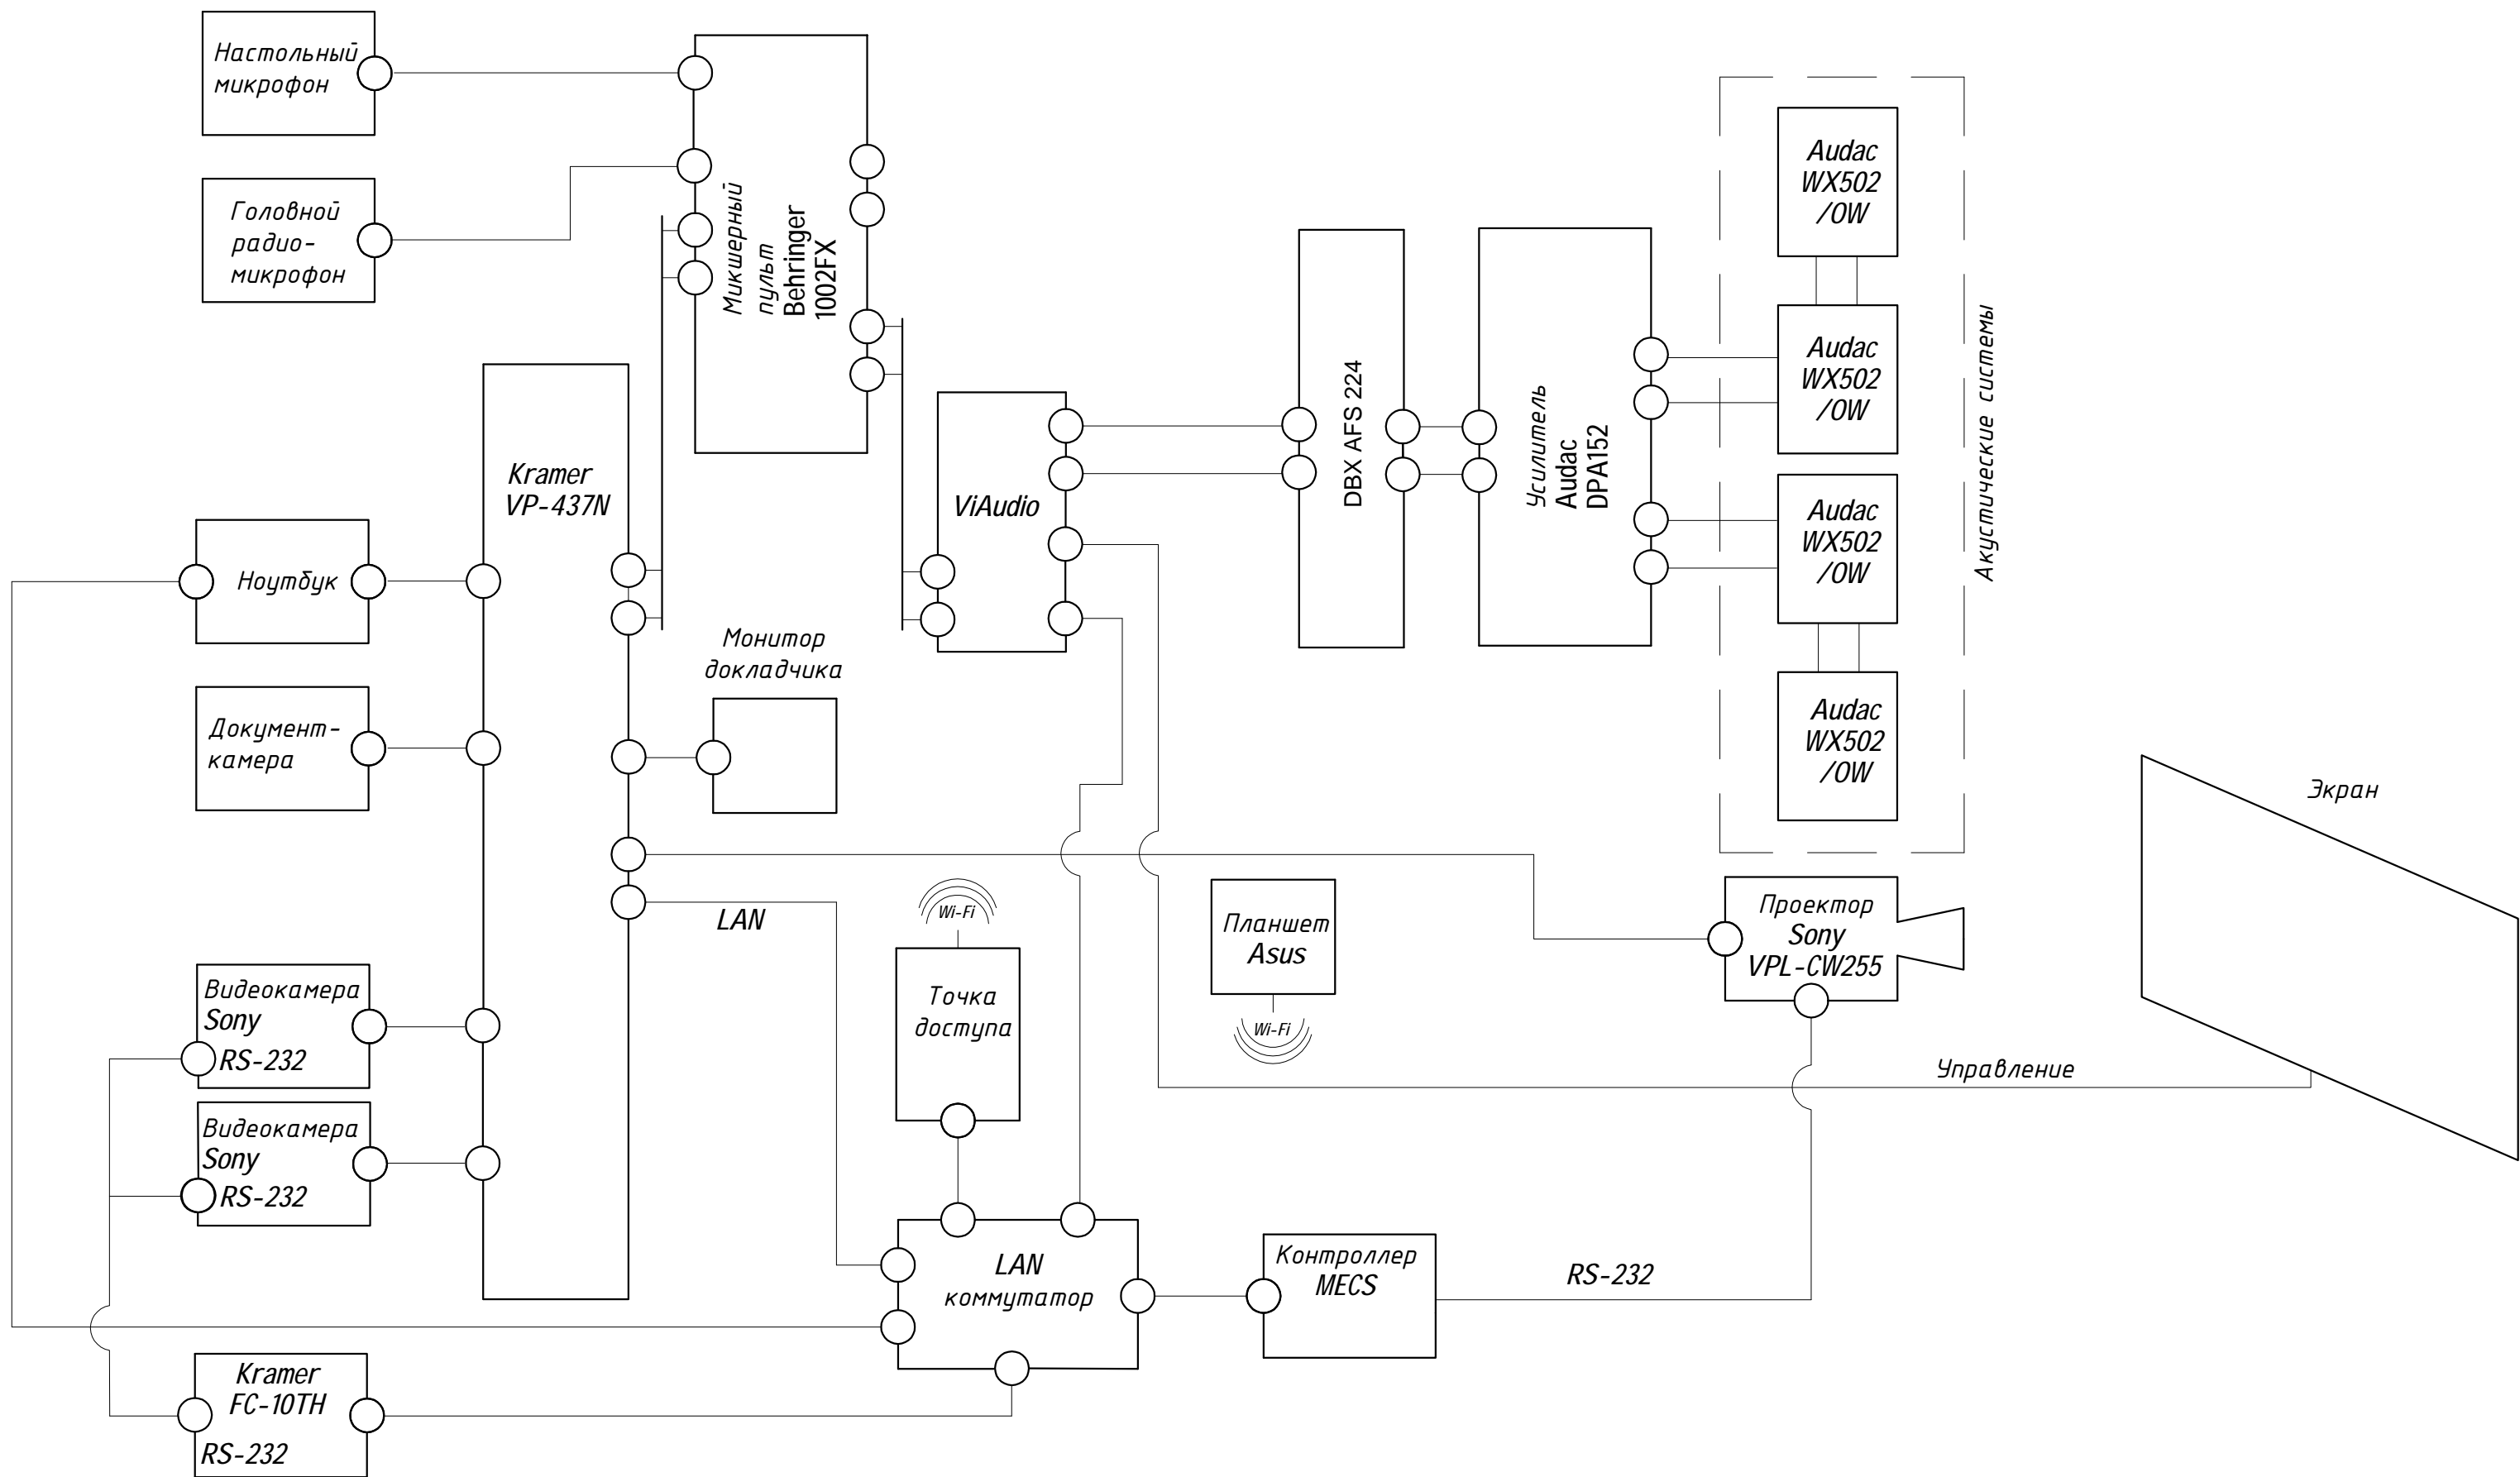 Настольный
микрофон
Головной
радио-
микрофон
Микшерный
пульт
Behringer
1002FX
Kramer
VP-437N
Ноутбук
Документ-
камера
Монитор
докладчика
ViAudio
DBX AFS 224
Усилитель
Audac
DPA152
Audac
WX502
/OW
Audac
WX502
/OW
Audac
WX502
/OW
Audac
WX502
/OW
Акустические системы
Экран
LAN
Wi-Fi
Точка
доступа
Планшет
Asus
Wi-Fi
Проектор
Sony
VPL-CW255
Управление
Видеокамера
Sony
RS-232
Видеокамера
Sony
RS-232
LAN
коммутатор
Контроллер
MECS
RS-232
Kramer
FC-10TH
RS-232